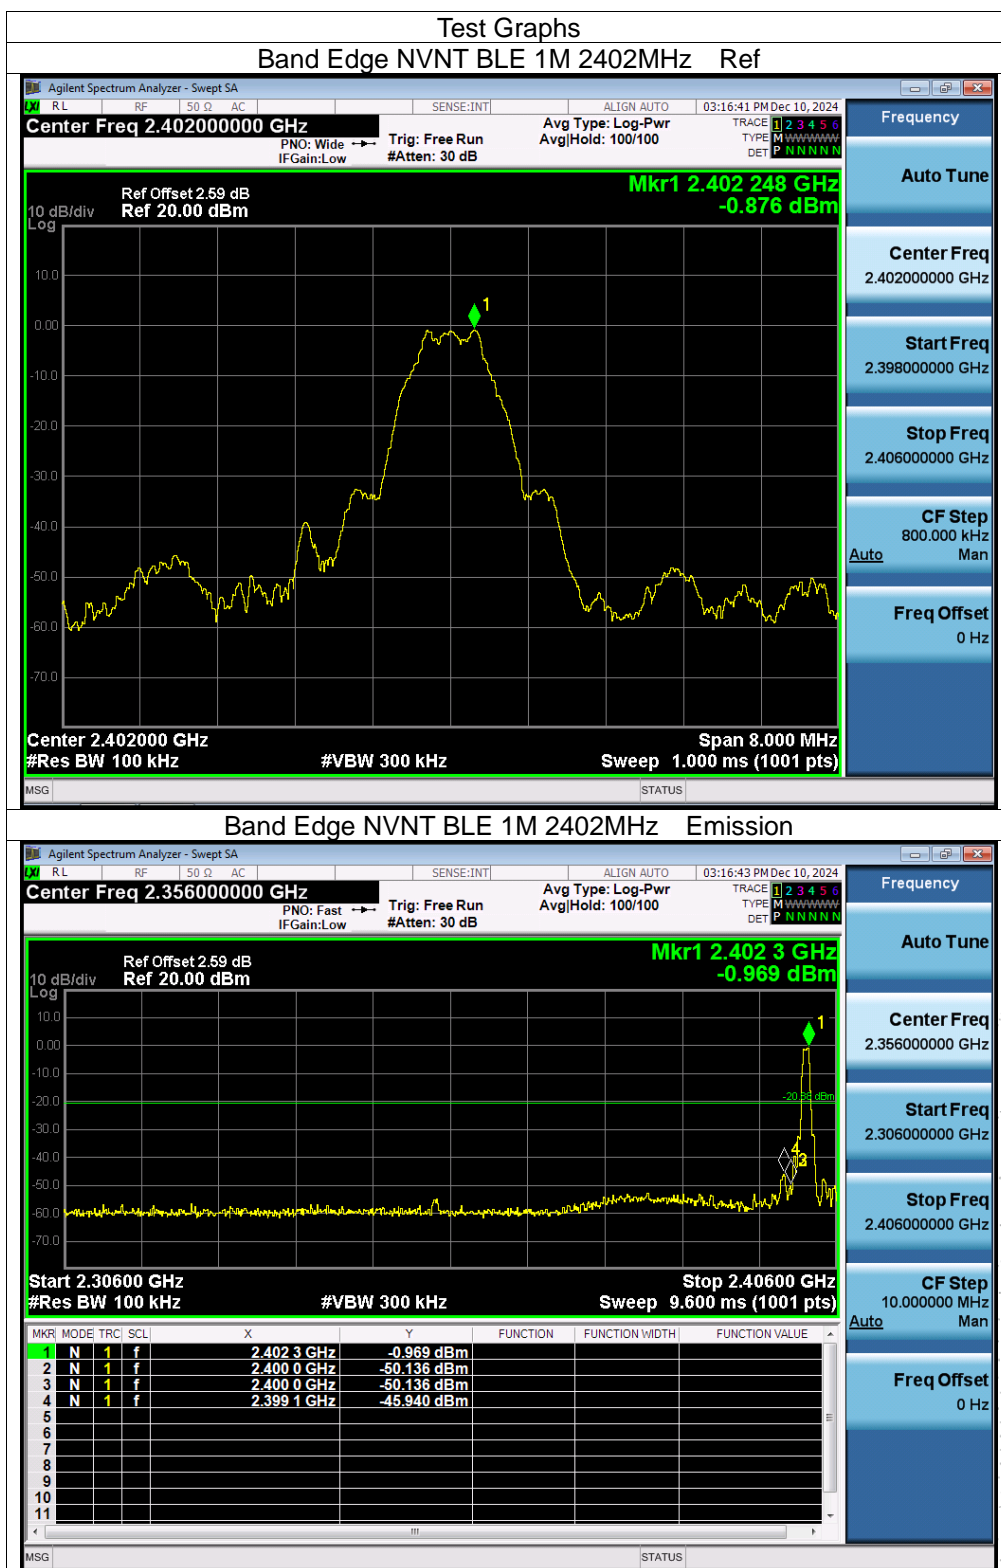 Test Graphs
Band Edge NVNT BLE 1M 2402MHz Ref
Agilent Spectrum Analyzer - Swept SA
LXI RL RF 50 Ω AC SENSE:INT ALIGN AUTO 03:16:41 PM Dec 10, 2024
Center Freq 2.402000000 GHz
PNO: Wide
IFGain:Low
Trig: Free Run
#Atten: 30 dB
Avg Type: Log-Pwr
Avg|Hold: 100/100
TRACE 1 2 3 4 5 6
TYPE M WWWWW
DET P N N N N N
Frequency
Auto Tune
Center Freq
2.402000000 GHz
Start Freq
2.398000000 GHz
Stop Freq
2.406000000 GHz
CF Step
800.000 kHz
Auto Man
Freq Offset
0 Hz
Mkr1 2.402 248 GHz
-0.876 dBm
Ref Offset 2.59 dB
10 dB/div Ref 20.00 dBm
Log
1
10.0
0.00
-10.0
-20.0
-30.0
-40.0
-50.0
-60.0
-70.0
Center 2.402000 GHz Span 8.000 MHz
#Res BW 100 kHz #VBW 300 kHz Sweep 1.000 ms (1001 pts)
MSG STATUS
Band Edge NVNT BLE 1M 2402MHz Emission
Agilent Spectrum Analyzer - Swept SA
LXI RL RF 50 Ω AC SENSE:INT ALIGN AUTO 03:16:43 PM Dec 10, 2024
Center Freq 2.356000000 GHz
PNO: Fast
IFGain:Low
Trig: Free Run
#Atten: 30 dB
Avg Type: Log-Pwr
Avg|Hold: 100/100
TRACE 1 2 3 4 5 6
TYPE M WWWWW
DET P N N N N N
Frequency
Auto Tune
Center Freq
2.356000000 GHz
Start Freq
2.306000000 GHz
Stop Freq
2.406000000 GHz
CF Step
10.000000 MHz
Auto Man
Freq Offset
0 Hz
Mkr1 2.402 3 GHz
-0.969 dBm
Ref Offset 2.59 dB
10 dB/div Ref 20.00 dBm
Log
1
10.0
0.00
-10.0
-20.0
-30.0
-40.0
-50.0
-60.0
-70.0
4
3
Start 2.30600 GHz Stop 2.40600 GHz
#Res BW 100 kHz #VBW 300 kHz Sweep 9.600 ms (1001 pts)
MKR MODE TRC SCL X Y FUNCTION FUNCTION WIDTH FUNCTION VALUE
1 N 1 f 2.402 3 GHz -0.969 dBm
2 N 1 f 2.400 0 GHz -50.136 dBm
3 N 1 f 2.400 0 GHz -50.136 dBm
4 N 1 f 2.399 1 GHz -45.940 dBm
5
6
7
8
9
10
11
MSG STATUS